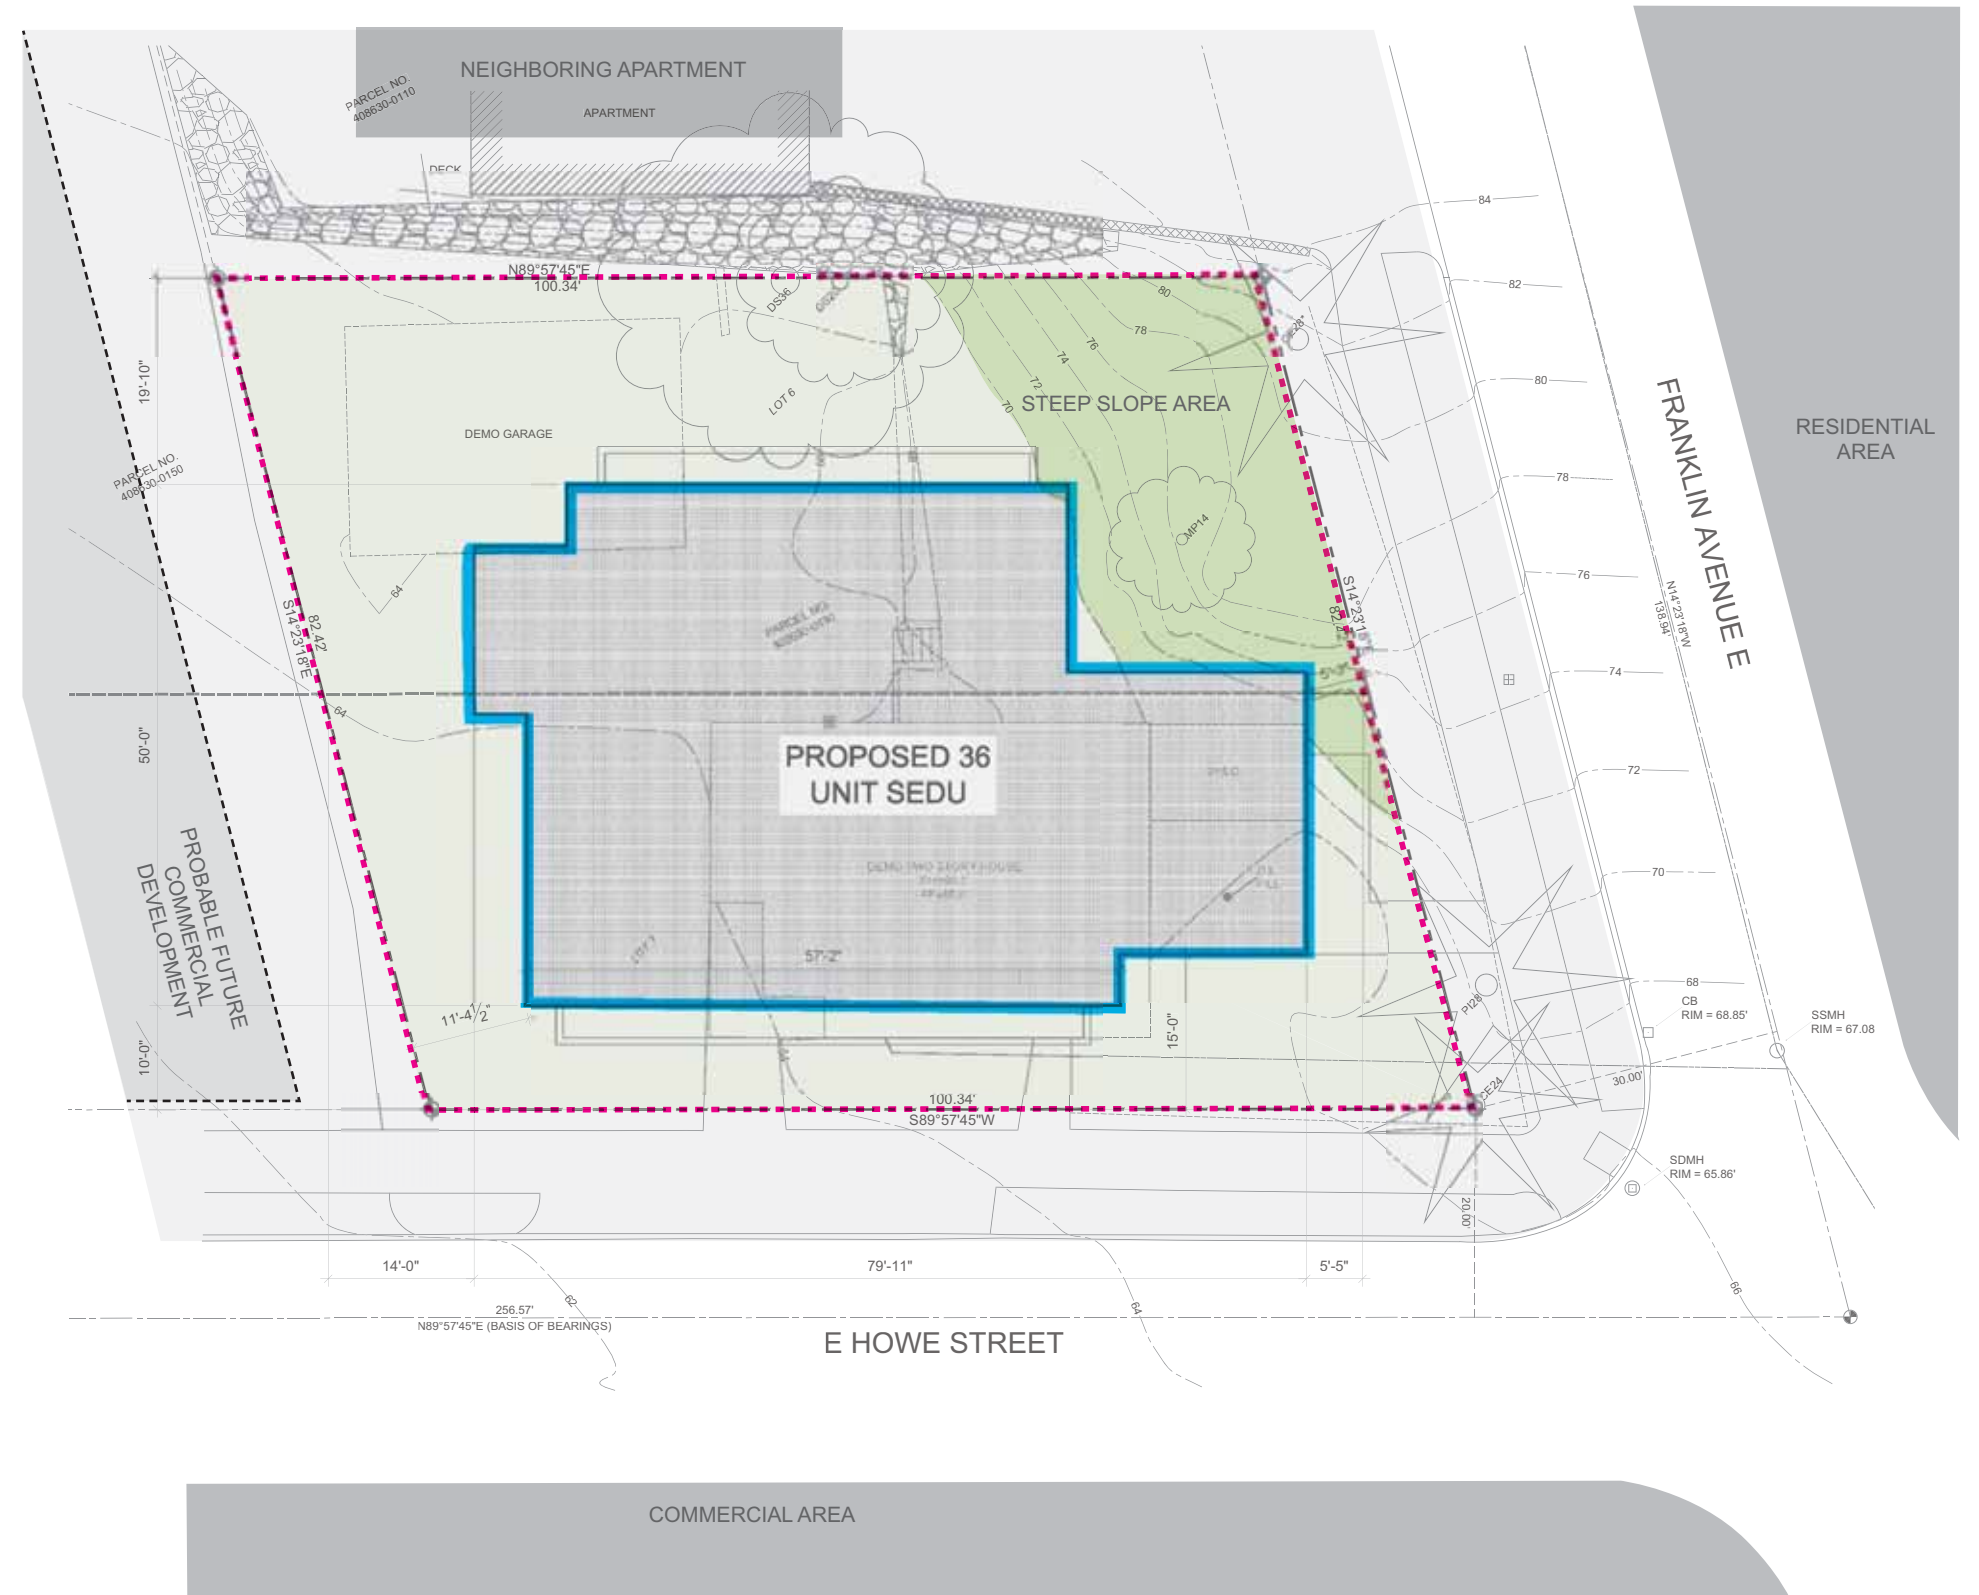 NEIGHBORING APARTMENT
APARTMENT
PARCEL NO.
408630-0110
DECK
N89°57'45"E
100.34'
DS36
84
82
80
78
76
74
72
70
68
66
80
78
76
74
72
70
STEEP SLOPE AREA
LOT 6
DEMO GARAGE
19'-10"
PARCEL NO.
408630-0150
MP14
64
82.42'
S14°23'18"E
64
50'-0"
FRANKLIN AVENUE E
N14°23'18"W
138.94'
RESIDENTIAL
AREA
PROPOSED 36
UNIT SEDU
DEMO TWO STORY HOUSE
57'-2"
PROBABLE FUTURE
COMMERCIAL
DEVELOPMENT
11'-4 1/2"
10'-0"
15'-0"
PI28
CE24
CB
RIM = 68.85'
SSMH
RIM = 67.08
30.00'
100.34'
S89°57'45"W
SDMH
RIM = 65.86'
20.00'
14'-0"
79'-11"
5'-5"
62
64
256.57'
N89°57'45"E (BASIS OF BEARINGS)
E HOWE STREET
COMMERCIAL AREA